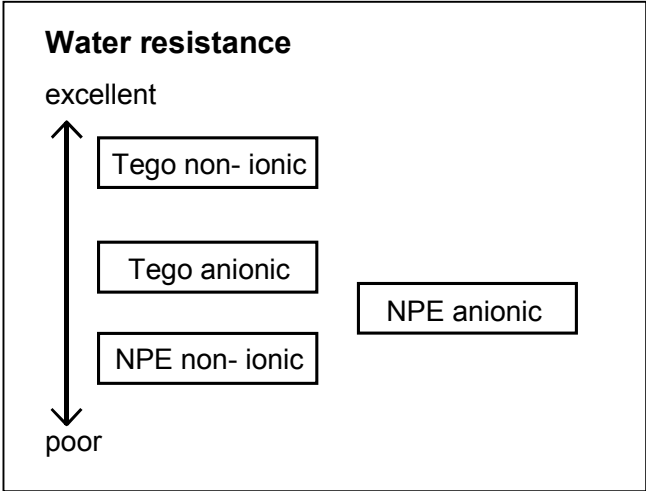 Water resistance
excellent
Tego non- ionic
Tego anionic
NPE anionic
NPE non- ionic
poor